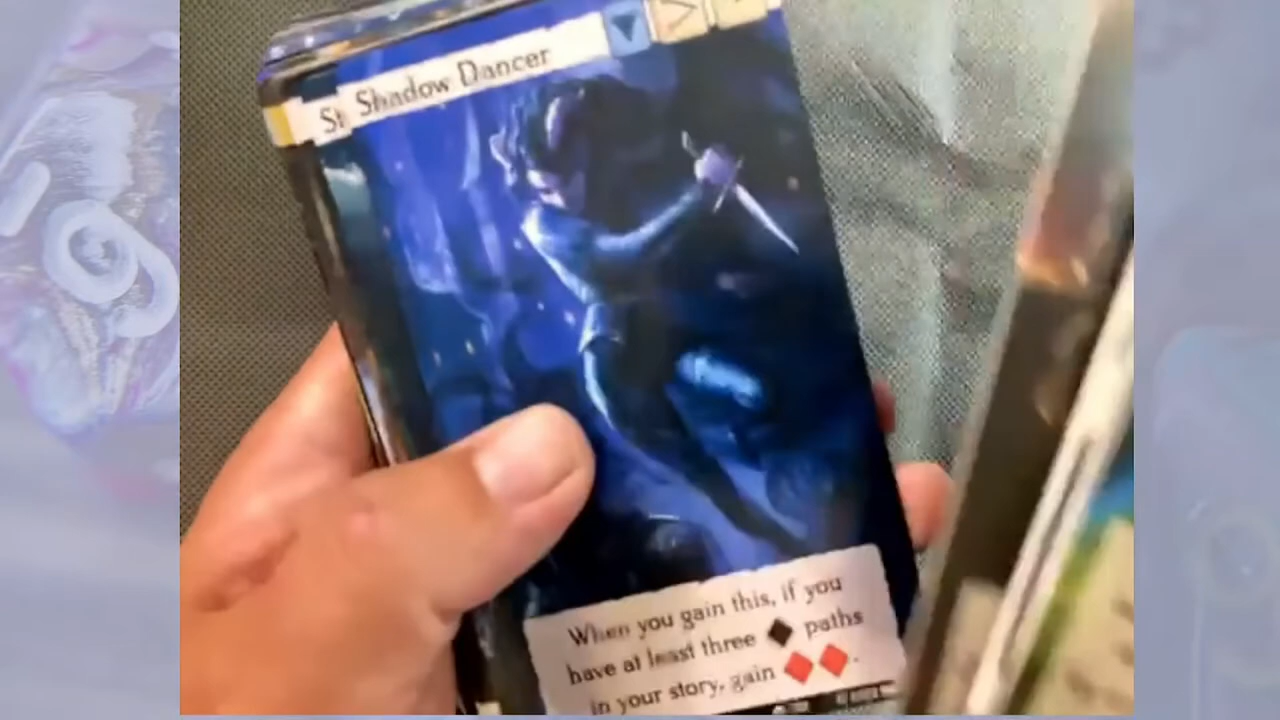 St Shadow Dancer
When you gain this, if you
have at least three paths
in your story, gain .